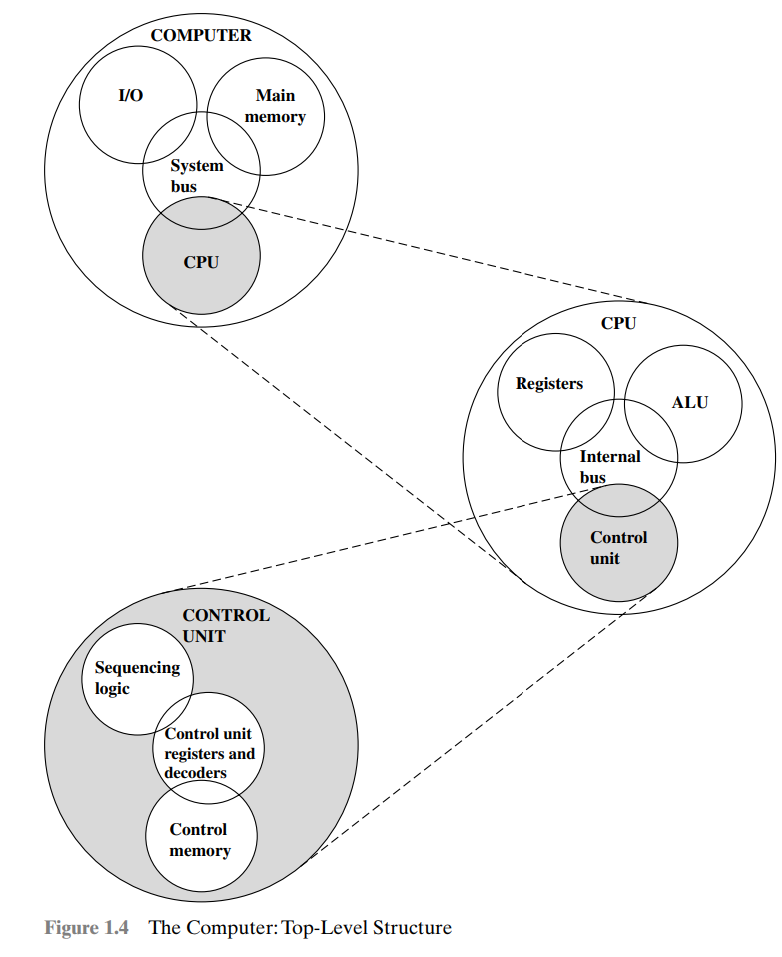 COMPUTER
I/O
Main
memory
System
bus
CPU
CPU
Registers
ALU
Internal
bus
Control
unit
CONTROL
UNIT
Sequencing
logic
Control unit
registers and
decoders
Control
memory
Figure 1.4 The Computer: Top-Level Structure